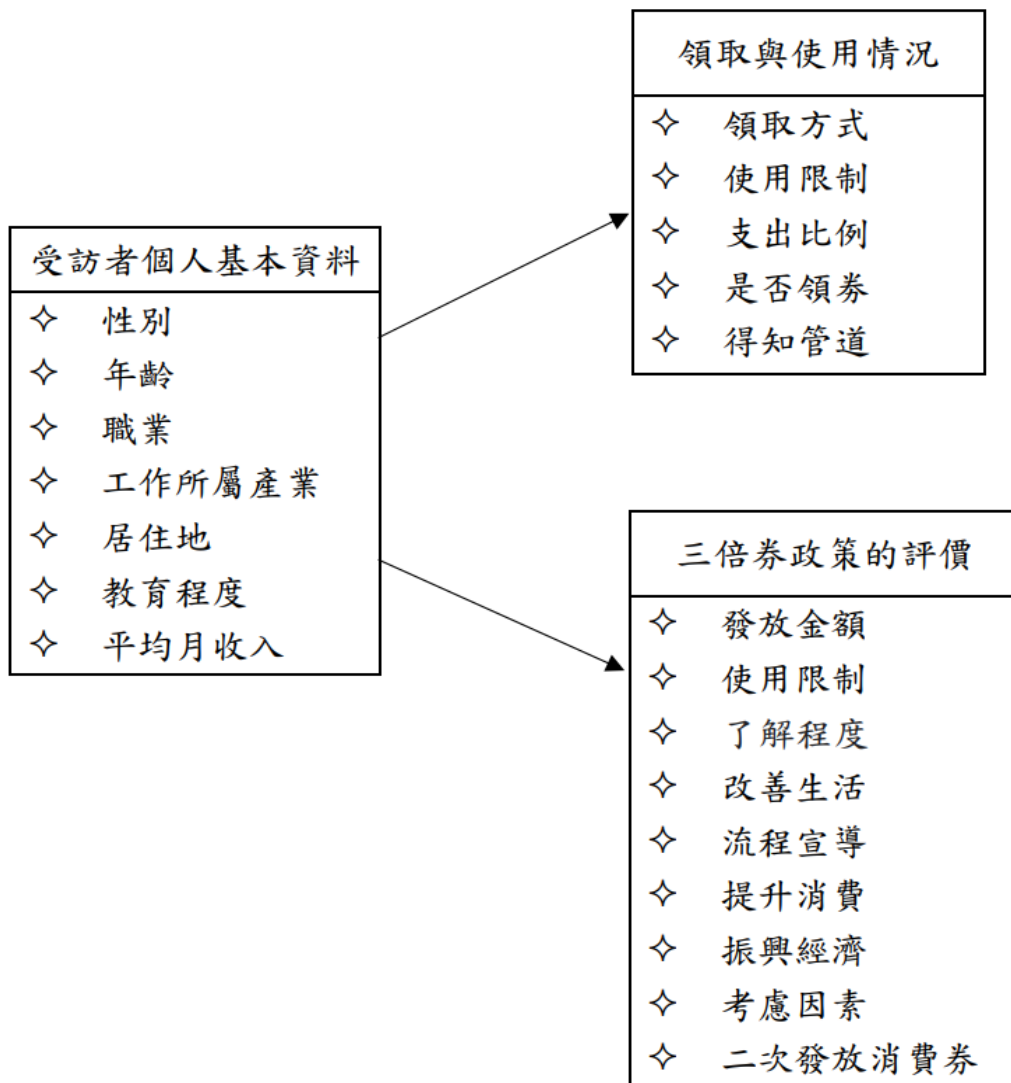 受訪者個人基本資料
✧ 性別
✧ 年齡
✧ 職業
✧ 工作所屬產業
✧ 居住地
✧ 教育程度
✧ 平均月收入
領取與使用情況
✧ 領取方式
✧ 使用限制
✧ 支出比例
✧ 是否領券
✧ 得知管道
三倍券政策的評價
✧ 發放金額
✧ 使用限制
✧ 了解程度
✧ 改善生活
✧ 流程宣導
✧ 提升消費
✧ 振興經濟
✧ 考慮因素
✧ 二次發放消費券